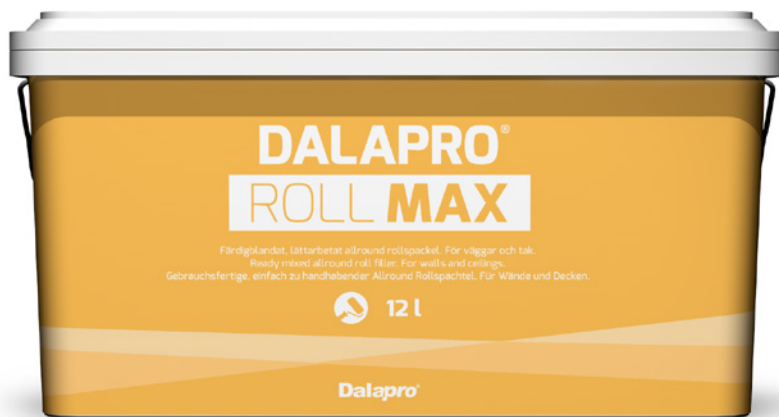 DALAPRO®
ROLL MAX
Färdigblandat, lättarbetat allround rollspackel. För väggar och tak.
Ready mixed allround roll filler. For walls and ceilings.
Gebrauchsfertige, einfach zu handhabender Allround Rollspachtel. Für Wände und Decken.
12 l
Dalapro®